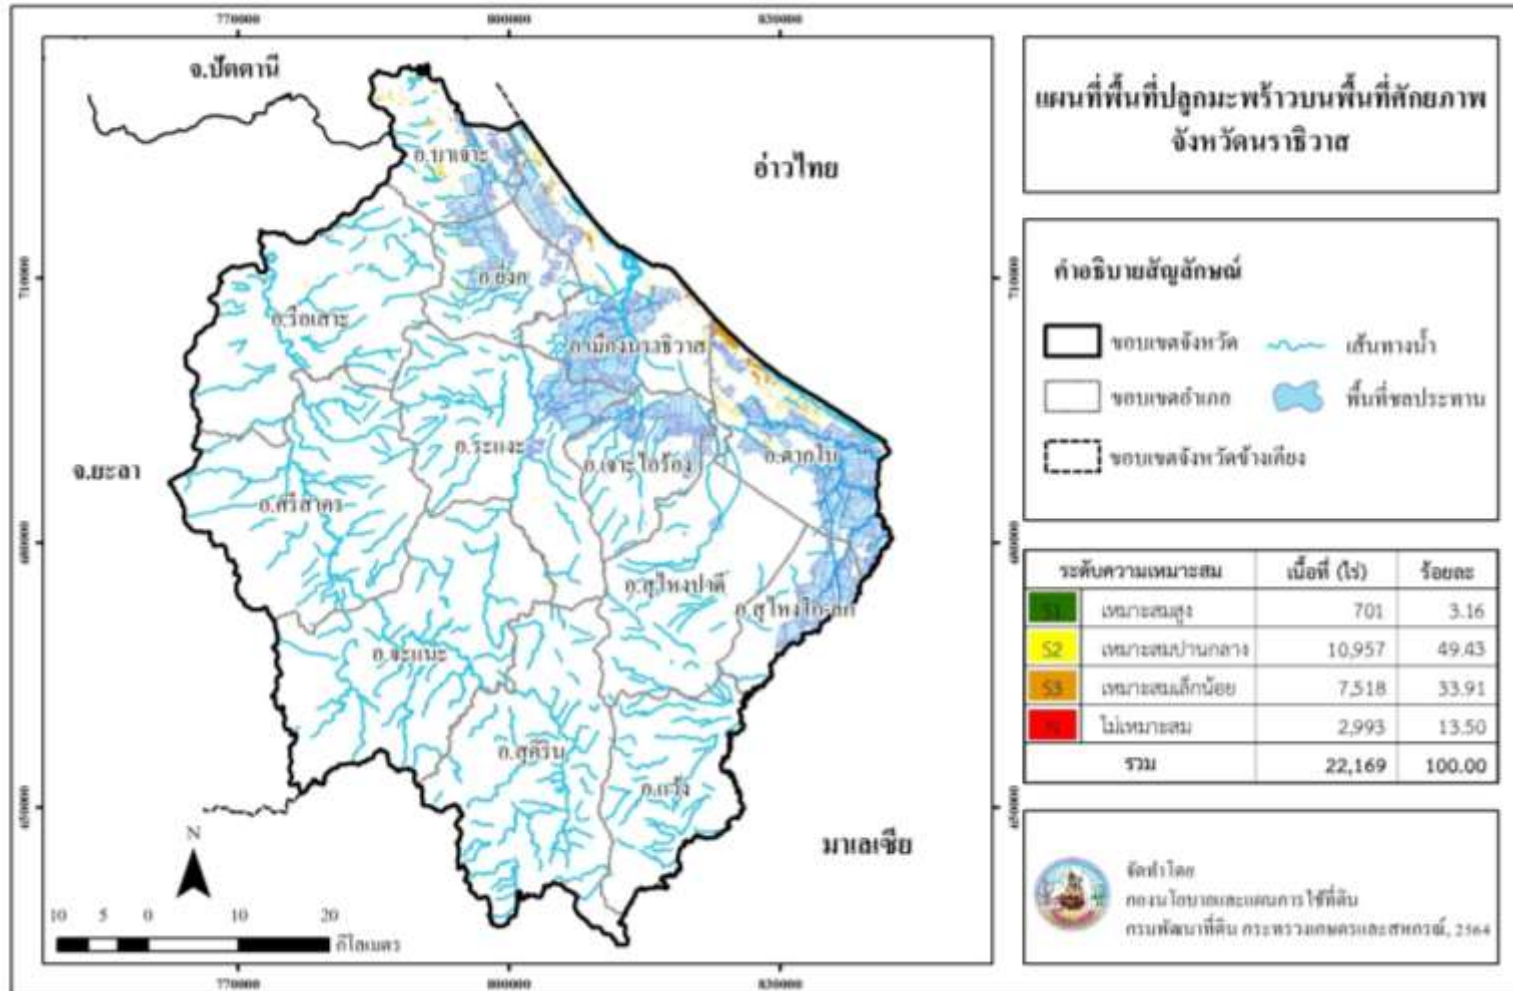 770000 800000 830000
จ.ปัตตานี
อ่าวไทย
อ.บาเจาะ
อ.ยี่งอ
710000 710000
อ.รือเสาะ
อ.เมืองนราธิวาส
อ.ระแงะ
อ.เจาะไอร้อง
อ.ตากใบ
จ.ยะลา
อ.ศรีสาคร
680000 680000
อ.สุไหงปาดี
อ.สุไหงโก-ลก
อ.จะแนะ
อ.สุคิริน
อ.แว้ง
650000 650000
มาเลเซีย
N
10 5 0 10 20
กิโลเมตร
770000 800000 830000
แผนที่พื้นที่ปลูกมะพร้าวบนพื้นที่ศักยภาพ
จังหวัดนราธิวาส
คำอธิบายสัญลักษณ์
ขอบเขตจังหวัด เส้นทางน้ำ
ขอบเขตอำเภอ พื้นที่ชลประทาน
ขอบเขตจังหวัดข้างเคียง
ระดับความเหมาะสม เนื้อที่ (ไร่) ร้อยละ
S1 เหมาะสมสูง 701 3.16
S2 เหมาะสมปานกลาง 10,957 49.43
S3 เหมาะสมเล็กน้อย 7,518 33.91
N ไม่เหมาะสม 2,993 13.50
รวม 22,169 100.00
จัดทำโดย
กองนโยบายและแผนการใช้ที่ดิน
กรมพัฒนาที่ดิน กระทรวงเกษตรและสหกรณ์, 2564